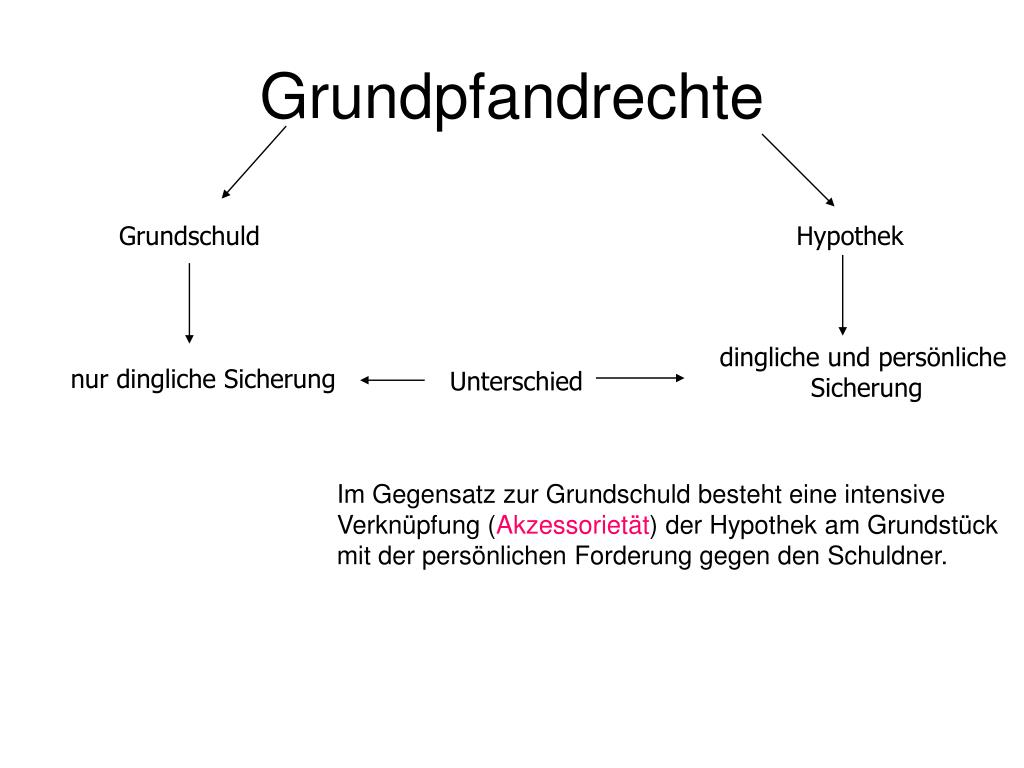 Grundpfandrechte
Grundschuld
Hypothek
nur dingliche Sicherung
Unterschied
dingliche und persönliche
Sicherung
Im Gegensatz zur Grundschuld besteht eine intensive
Verknüpfung (Akzessorietät) der Hypothek am Grundstück
mit der persönlichen Forderung gegen den Schuldner.